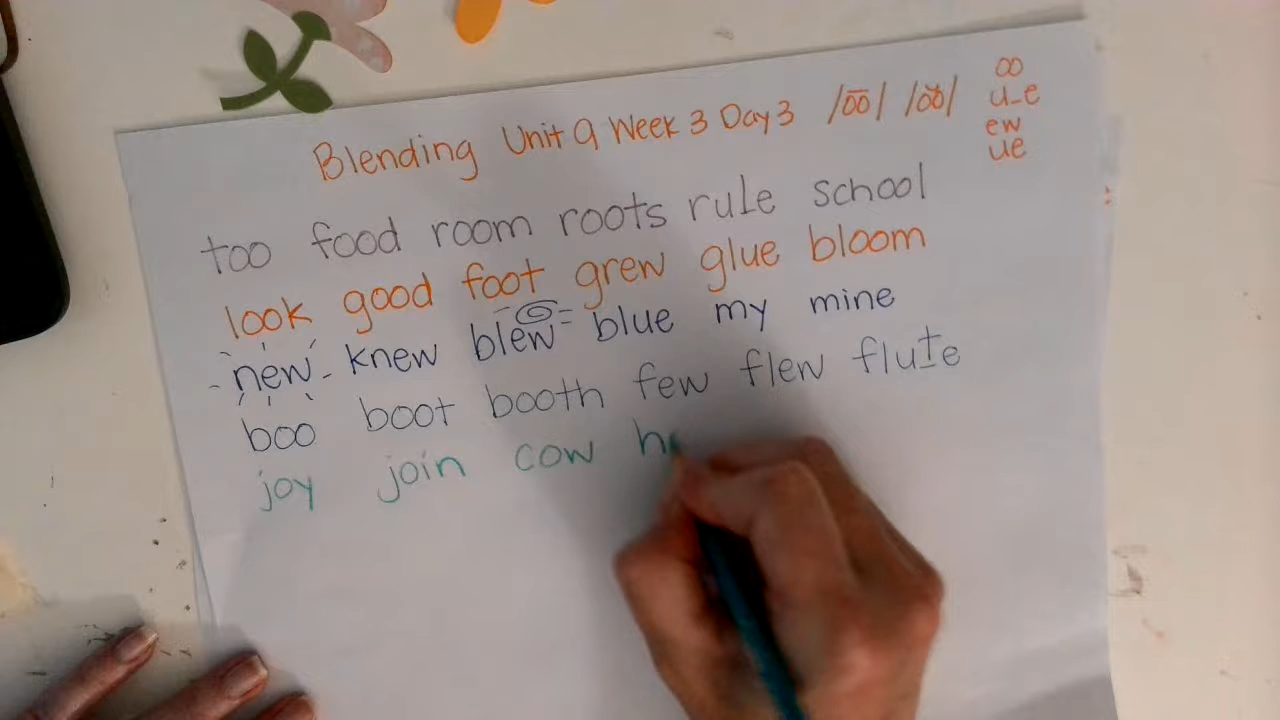 Blending Unit 9 Week 3 Day 3 /o͞o/ /o͝o/
oo
u_e
ew
ue
too food room roots rule school
look good foot grew glue bloom
new knew blew blue my mine
boo boot booth few flew flute
joy join cow